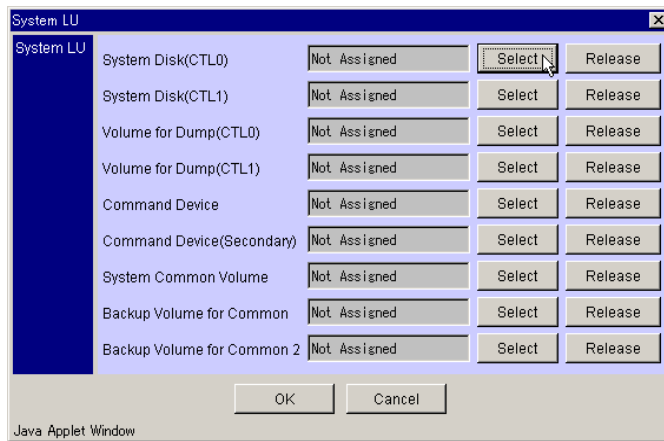 System LU
System LU
System Disk(CTL0) Not Assigned Select Release
System Disk(CTL1) Not Assigned Select Release
Volume for Dump(CTL0) Not Assigned Select Release
Volume for Dump(CTL1) Not Assigned Select Release
Command Device Not Assigned Select Release
Command Device(Secondary) Not Assigned Select Release
System Common Volume Not Assigned Select Release
Backup Volume for Common Not Assigned Select Release
Backup Volume for Common 2 Not Assigned Select Release
OK Cancel
Java Applet Window